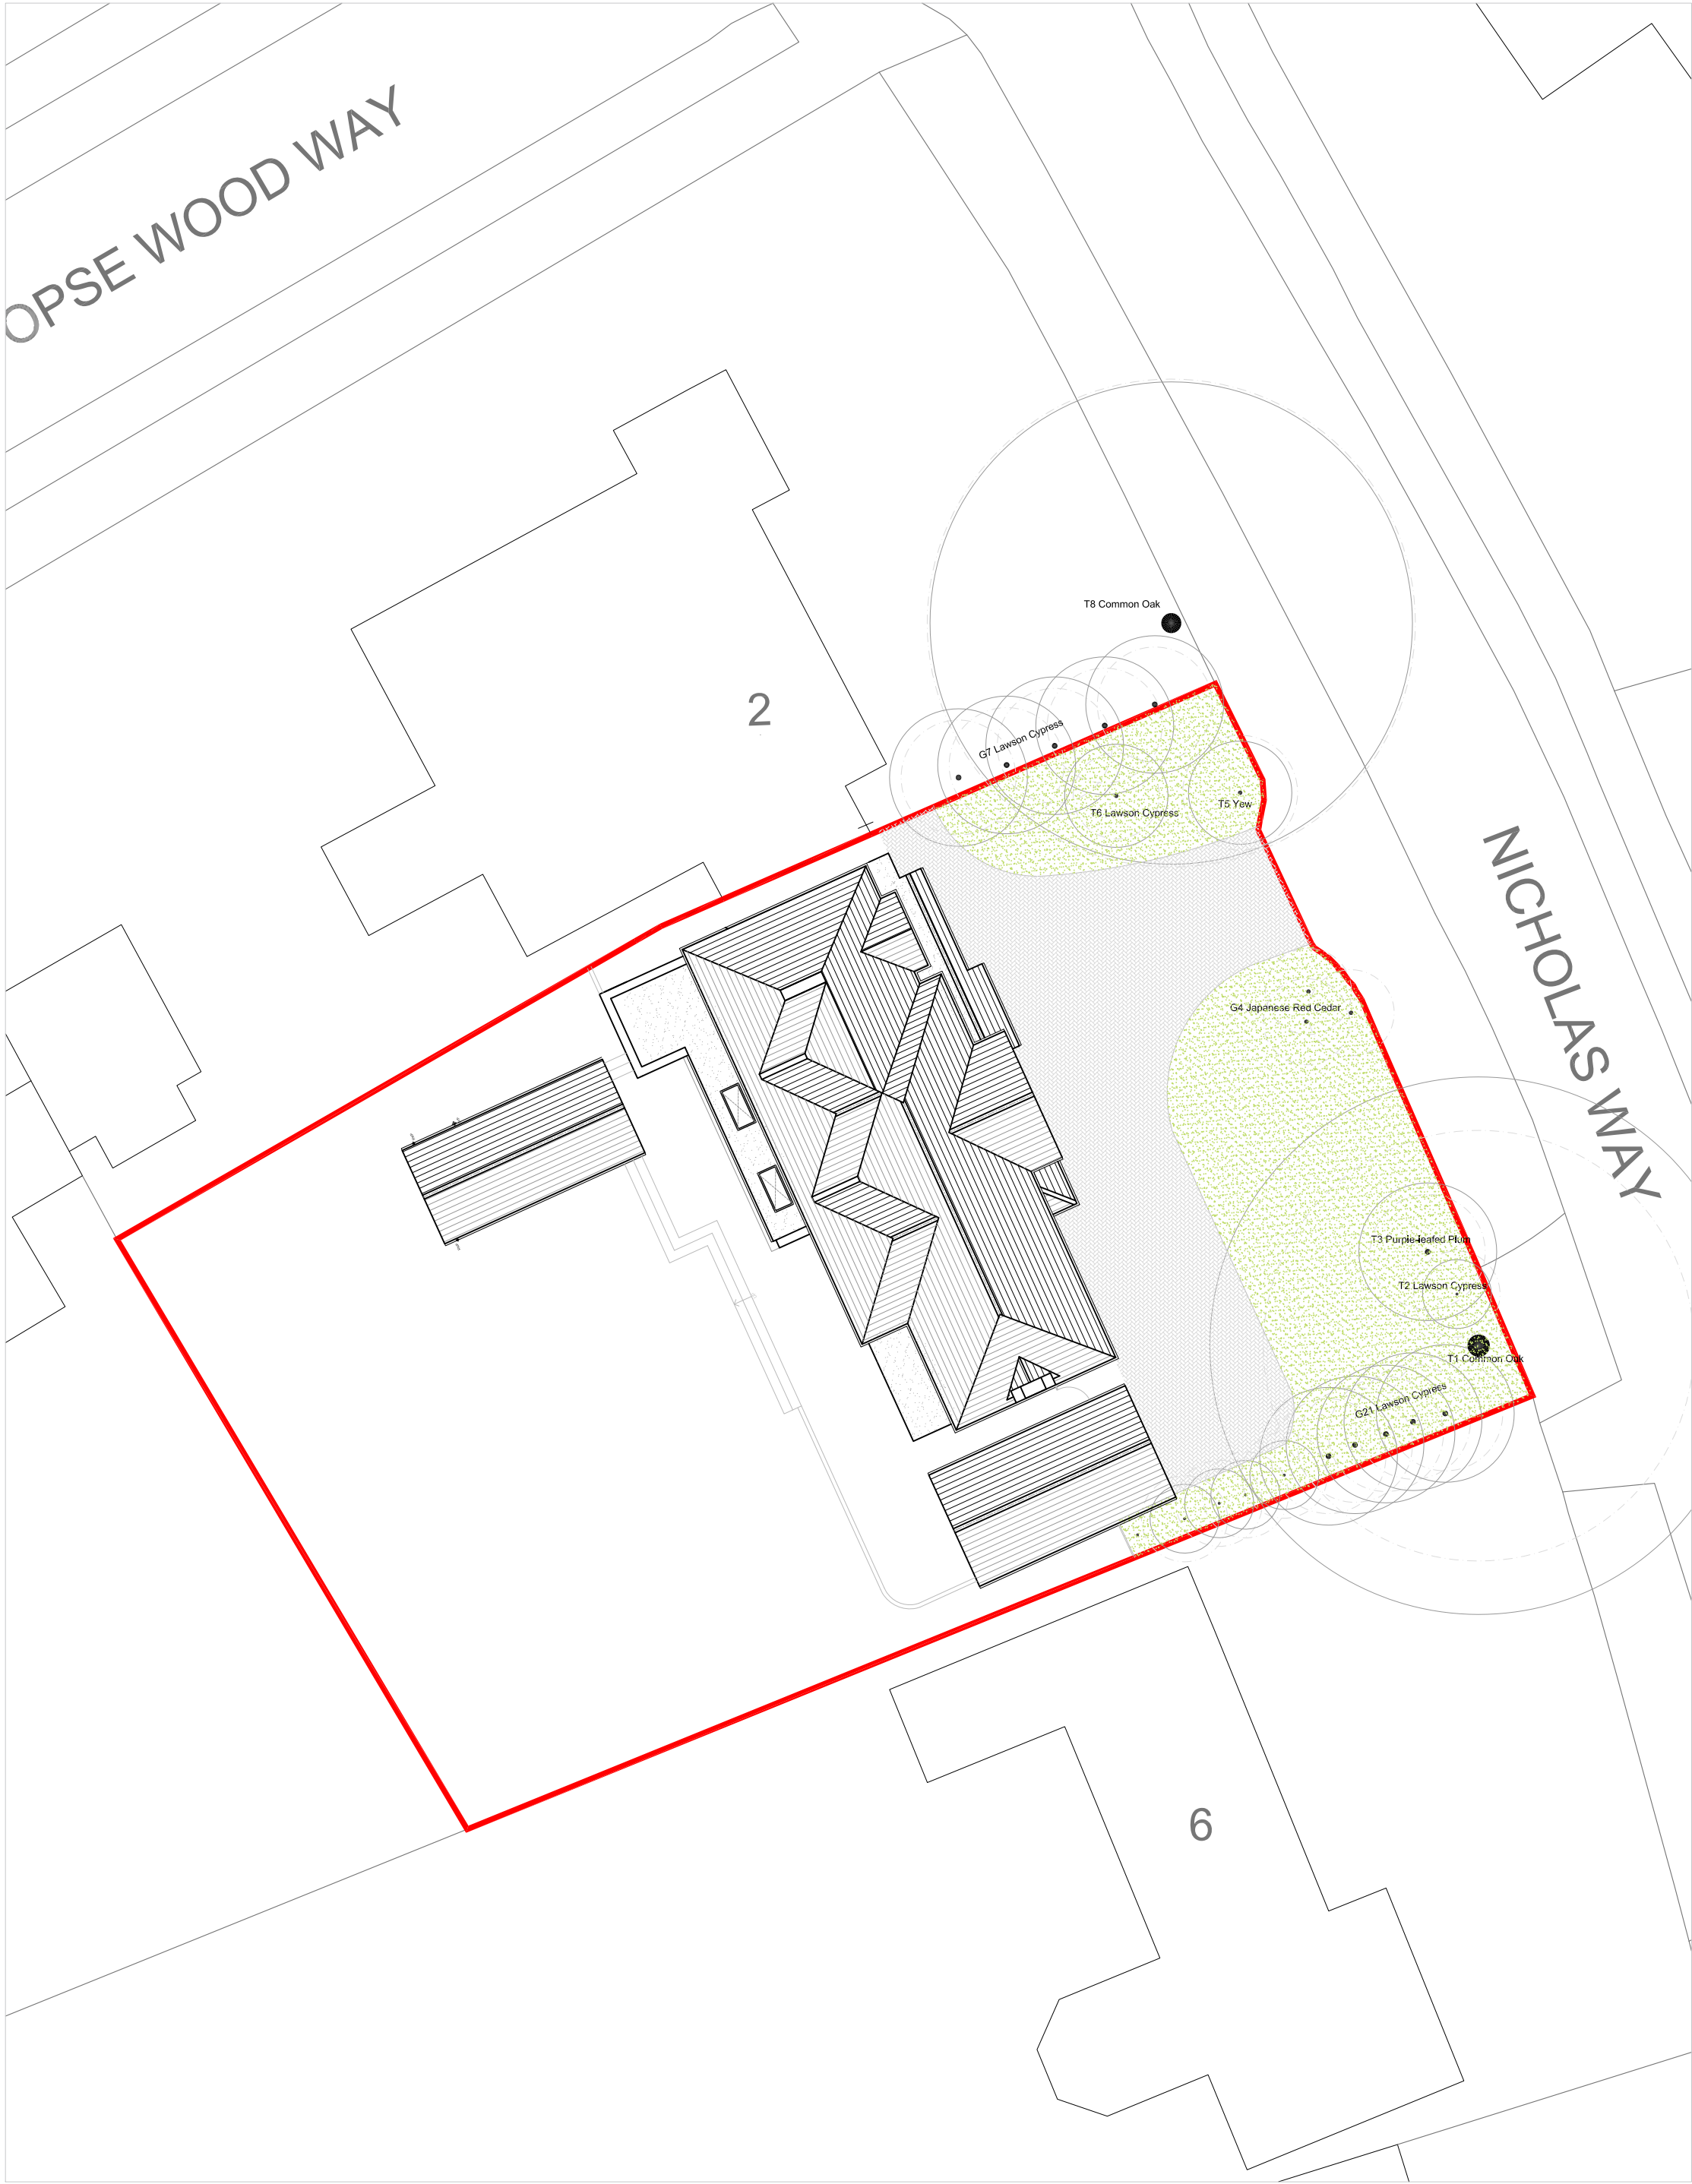 OPSE WOOD WAY
T8 Common Oak
2
G7 Lawson Cypress
T5 Yew
T6 Lawson Cypress
NICHOLAS WAY
G4 Japanese Red Cedar
T3 Purple-leafed Plum
T2 Lawson Cypress
T1 Common Oak
G21 Lawson Cypress
6